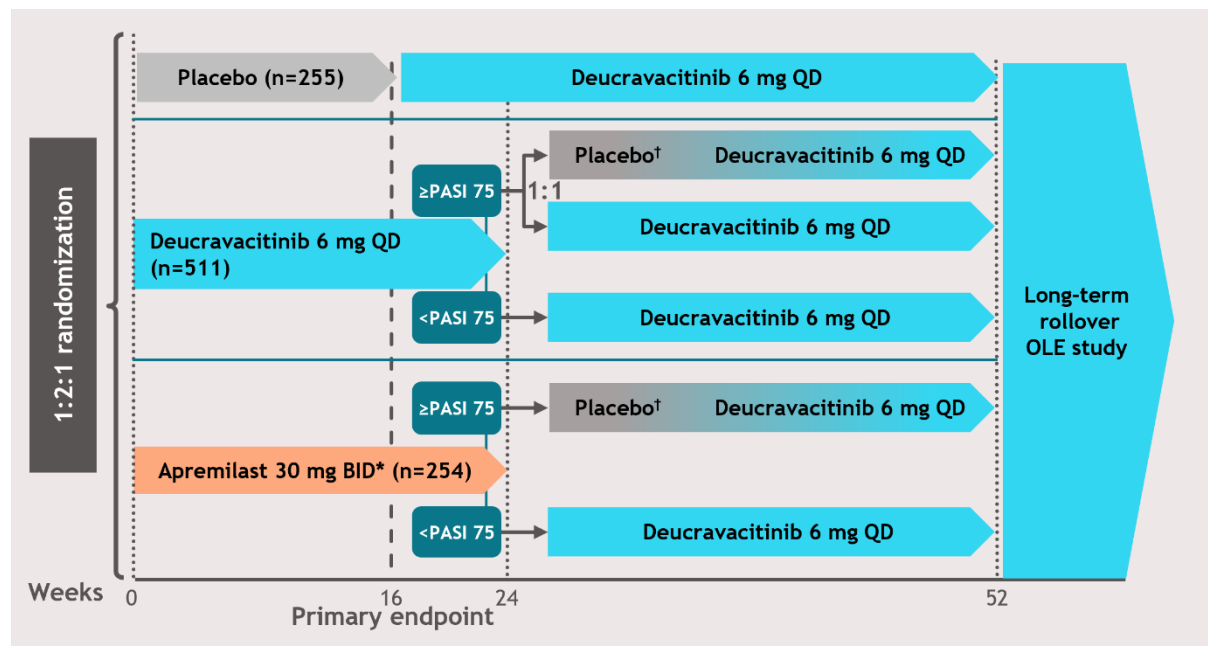 1:2:1 randomization
Placebo (n=255)
Deucravacitinib 6 mg QD
≥PASI 75
1:1
Placebo†
Deucravacitinib 6 mg QD
Deucravacitinib 6 mg QD
Deucravacitinib 6 mg QD
(n=511)
<PASI 75
Deucravacitinib 6 mg QD
≥PASI 75
Placebo†
Deucravacitinib 6 mg QD
Apremilast 30 mg BID* (n=254)
<PASI 75
Deucravacitinib 6 mg QD
Long-term
rollover
OLE study
Weeks
0
16
24
52
Primary endpoint